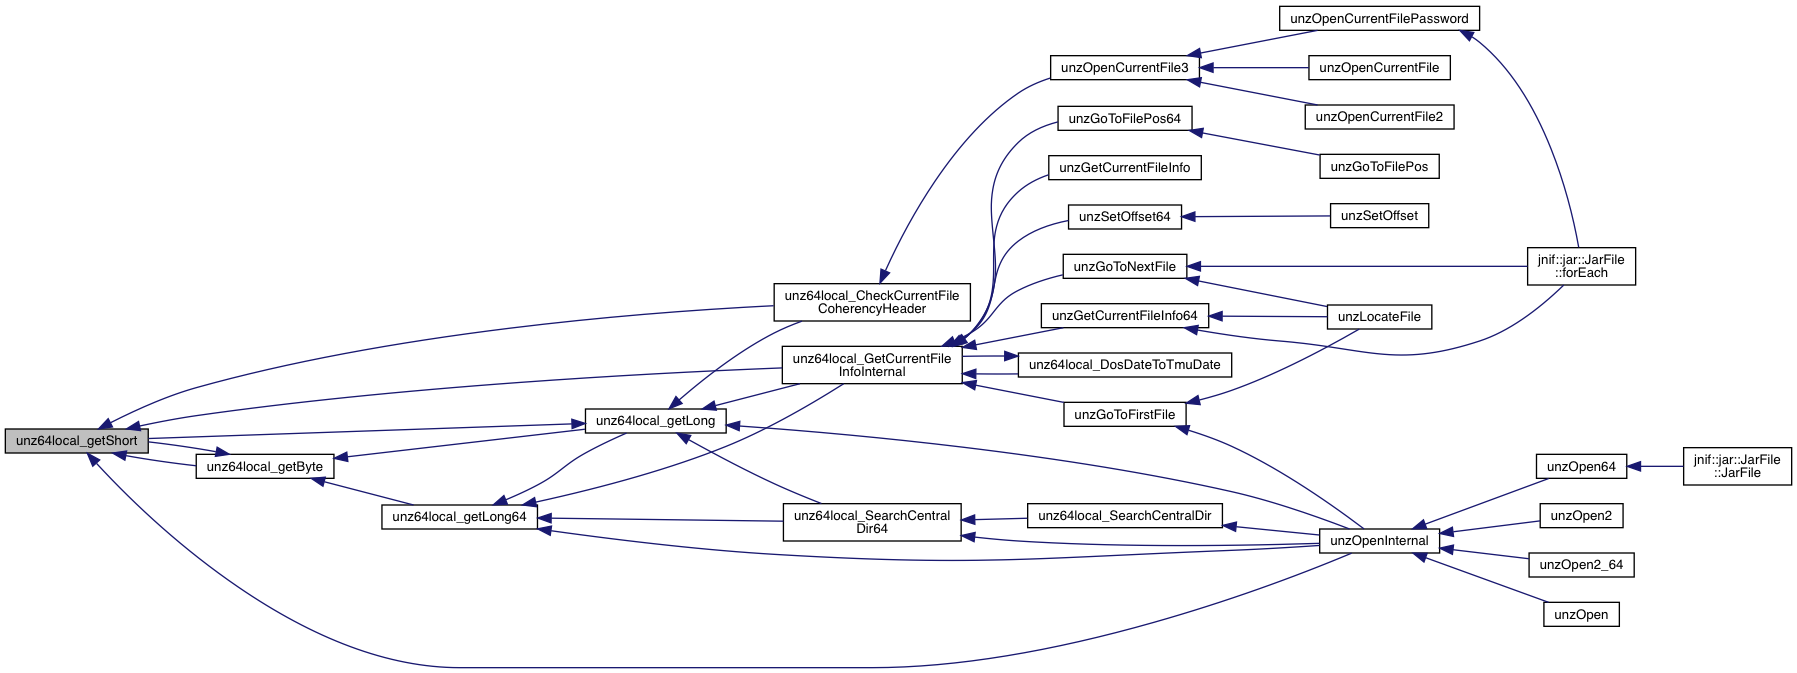 unzOpenCurrentFilePassword
unzOpenCurrentFile3
unzOpenCurrentFile
unzOpenCurrentFile2
unzGoToFilePos64
unzGoToFilePos
unzGetCurrentFileInfo
unzSetOffset64
unzSetOffset
unzGoToNextFile
jnif::jar::JarFile
::forEach
unz64local_CheckCurrentFile
CoherencyHeader
unzGetCurrentFileInfo64
unzLocateFile
unz64local_GetCurrentFile
InfoInternal
unz64local_DosDateToTmuDate
unzGoToFirstFile
unz64local_getLong
unz64local_getShort
unz64local_getByte
unzOpen64
jnif::jar::JarFile
::JarFile
unz64local_getLong64
unz64local_SearchCentral
Dir64
unz64local_SearchCentralDir
unzOpen2
unzOpenInternal
unzOpen2_64
unzOpen